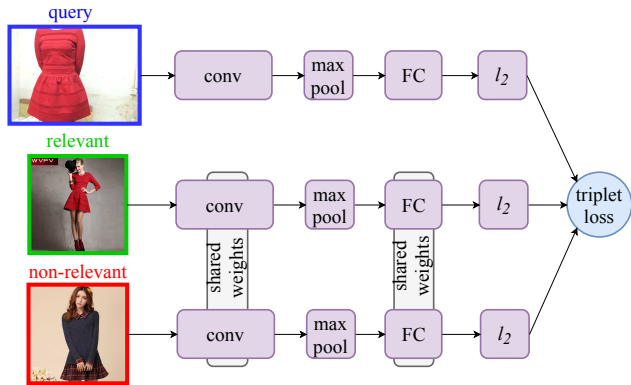 query
conv
max
pool
FC
l2
relevant
WVFV
conv
max
pool
FC
l2
triplet
loss
shared
weights
shared
weights
non-relevant
conv
max
pool
FC
l2